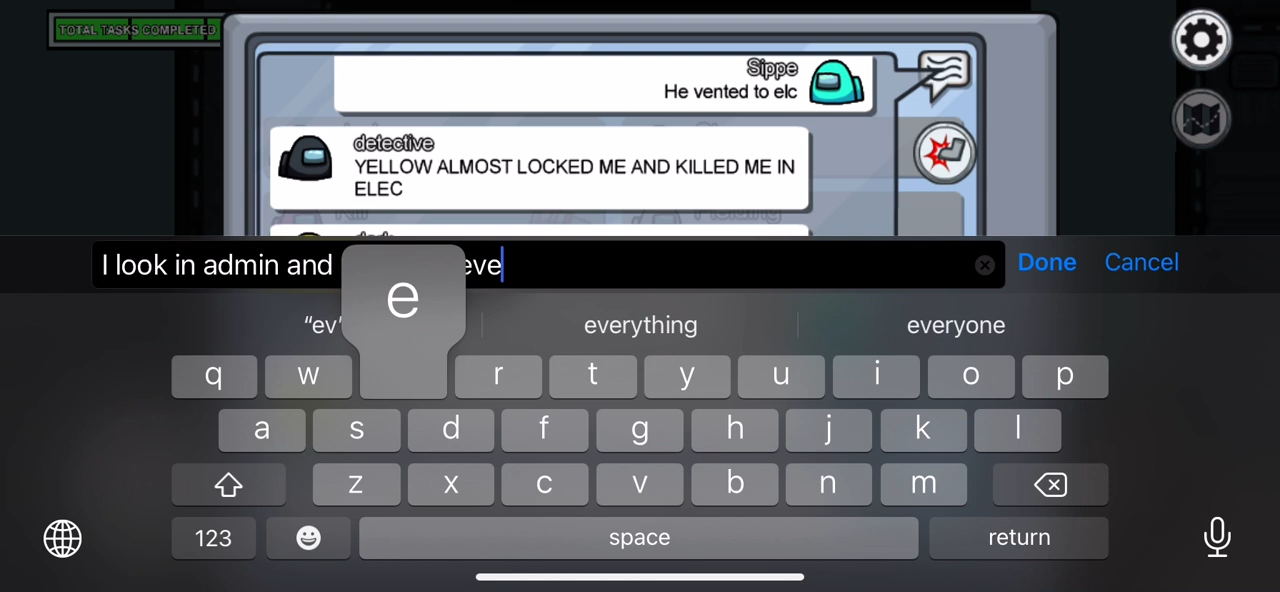 TOTAL TASKS COMPLETED
Sippe
He vented to elc
detective
YELLOW ALMOST LOCKED ME AND KILLED ME IN
ELEC
I look in admin and eve
Done
Cancel
e
“ev
everything
everyone
q w r t y u i o p
a s d f g h j k l
z x c v b n m
123
space
return